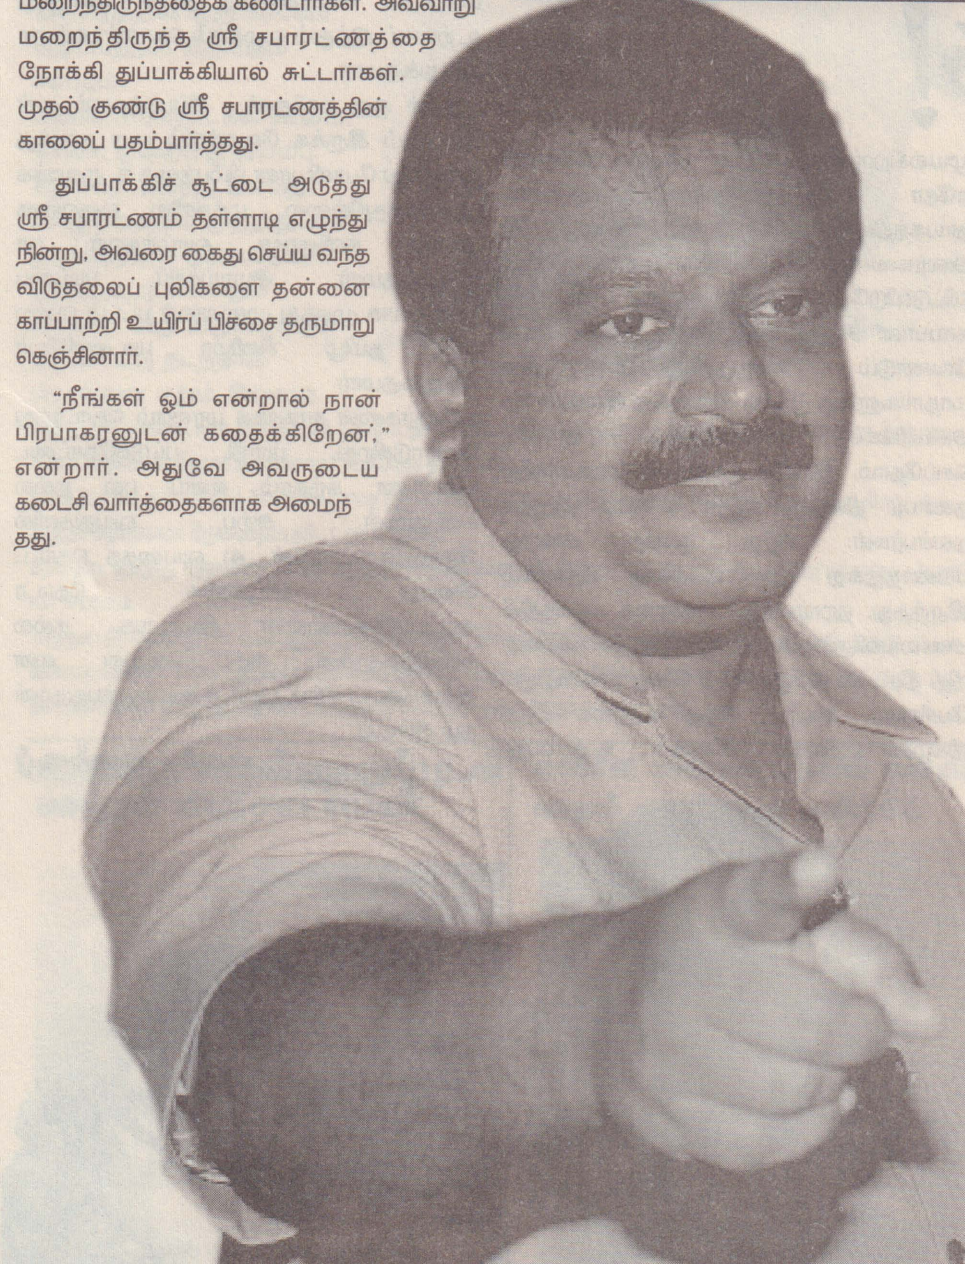 மறைந்திருந்ததைக் கண்டார்கள். அவ்வாறு
மறைந்திருந்த ஸ்ரீ சபாரட்ணத்தை
நோக்கி துப்பாக்கியால் சுட்டார்கள்.
முதல் குண்டு ஸ்ரீ சபாரட்ணத்தின்
காலைப் பதம்பார்த்தது.
துப்பாக்கிச் சூட்டை அடுத்து
ஸ்ரீ சபாரட்ணம் தள்ளாடி எழுந்து
நின்று, அவரை கைது செய்ய வந்த
விடுதலைப் புலிகளை தன்னை
காப்பாற்றி உயிர்ப் பிச்சை தருமாறு
கெஞ்சினார்.
“நீங்கள் ஓம் என்றால் நான்
பிரபாகரனுடன் கதைக்கிறேன்,”
என்றார். அதுவே அவருடைய
கடைசி வார்த்தைகளாக அமைந்
தது.